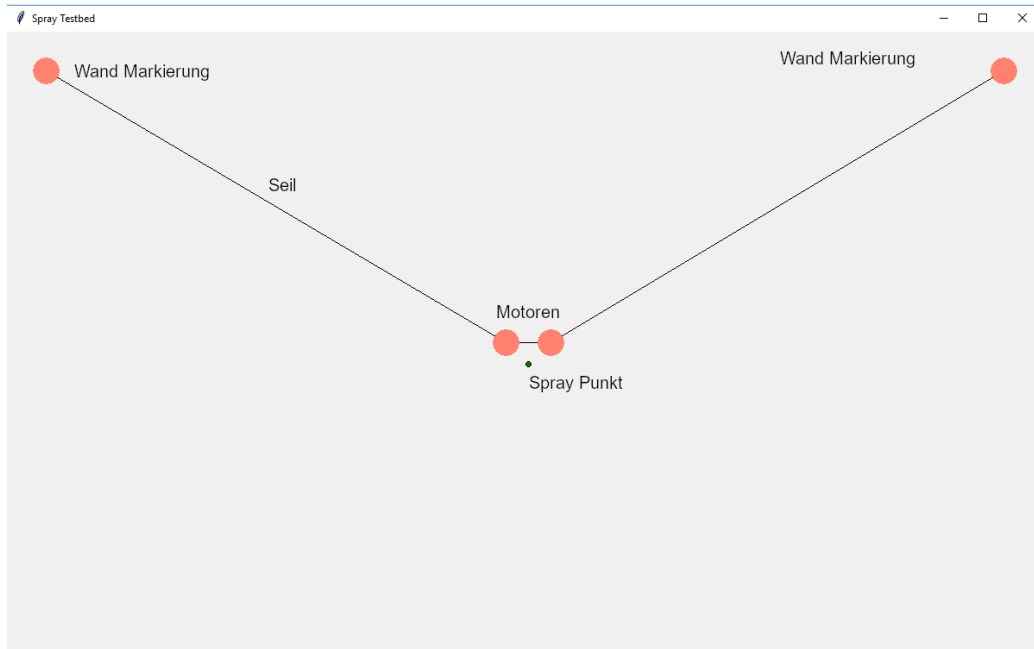 Spray Testbed
Wand Markierung
Wand Markierung
Seil
Motoren
Spray Punkt